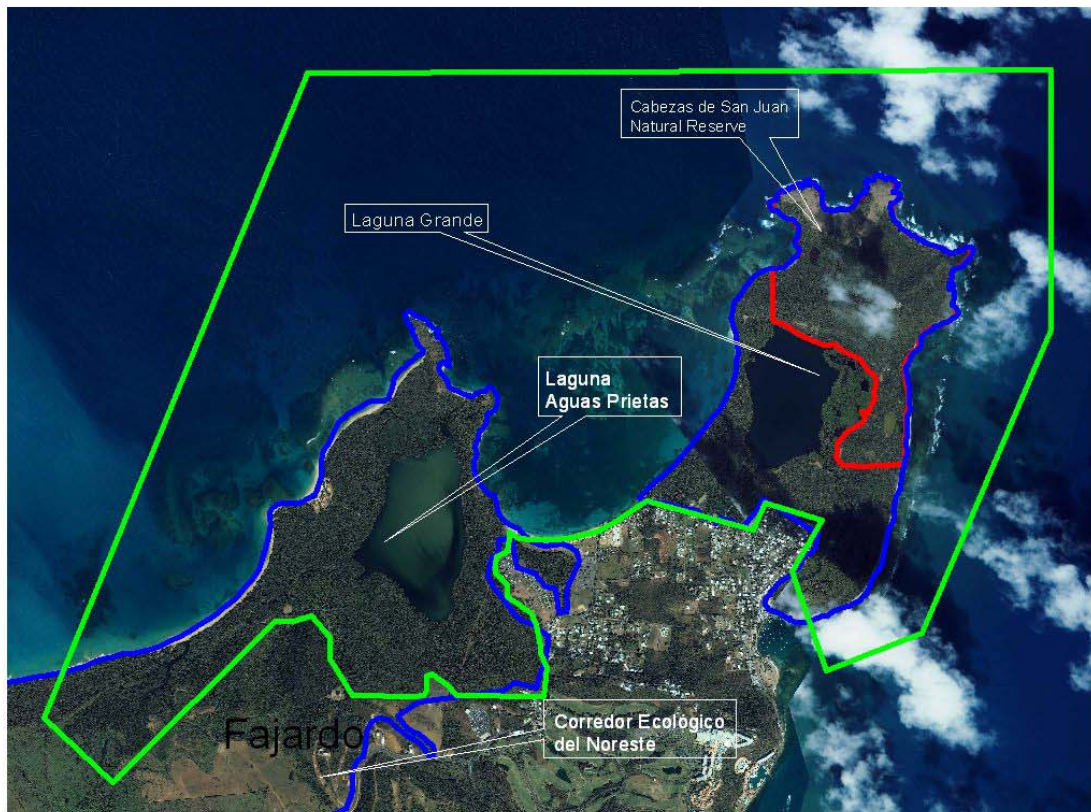 Cabezas de San Juan
Natural Reserve
Laguna Grande
Laguna
Aguas Prietas
Corredor Ecológico
del Noreste
Fajardo